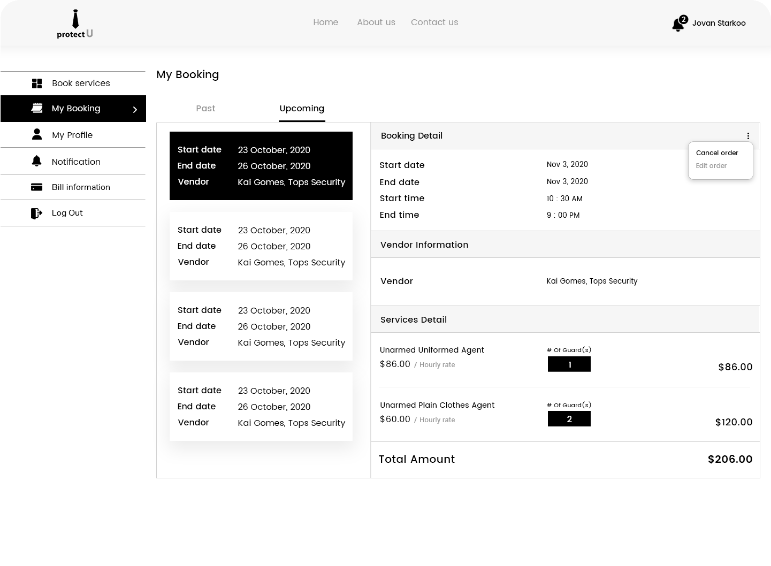 Home About us Contact us
2
Jovan Starkoo
protect U
My Booking
Book services
My Booking
My Profile
Notification
Bill information
Log Out
Past Upcoming
Start date 23 October, 2020
End date 26 October, 2020
Vendor Kai Gomes, Tops Security
Start date 23 October, 2020
End date 26 October, 2020
Vendor Kai Gomes, Tops Security
Start date 23 October, 2020
End date 26 October, 2020
Vendor Kai Gomes, Tops Security
Start date 23 October, 2020
End date 26 October, 2020
Vendor Kai Gomes, Tops Security
Booking Detail
Cancel order
Edit order
Start date Nov 3, 2020
End date Nov 3, 2020
Start time 10 : 30 AM
End time 9 : 00 PM
Vendor Information
Vendor Kai Gomes, Tops Security
Services Detail
Unarmed Uniformed Agent # Of Guard(s)
$86.00 / Hourly rate 1 $86.00
Unarmed Plain Clothes Agent # Of Guard(s)
$60.00 / Hourly rate 2 $120.00
Total Amount $206.00